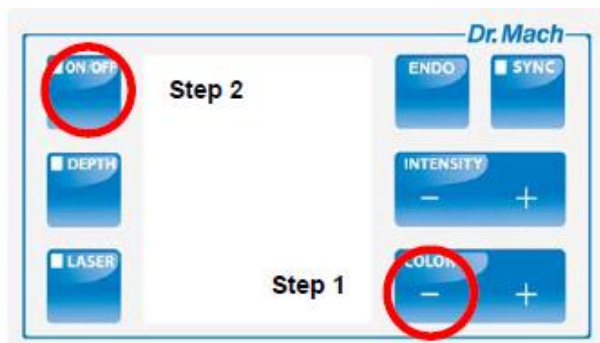 Dr. Mach
ON/OFF
Step 2
ENDO
SYNC
DEPTH
INTENSITY
- +
LASER
Step 1
COLOR
- +